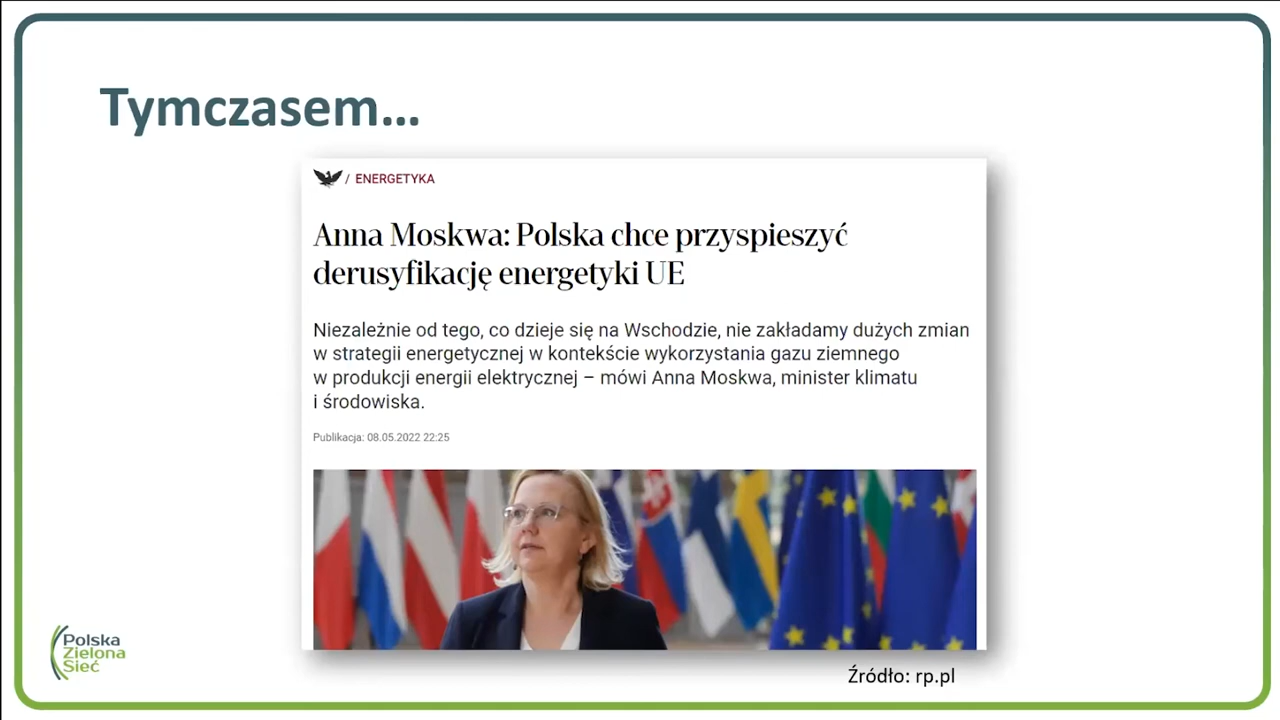 Tymczasem...
/ ENERGETYKA
Anna Moskwa: Polska chce przyspieszyć
derusyfikację energetyki UE
Niezależnie od tego, co dzieje się na Wschodzie, nie zakładamy dużych zmian
w strategii energetycznej w kontekście wykorzystania gazu ziemnego
w produkcji energii elektrycznej – mówi Anna Moskwa, minister klimatu
i środowiska.
Publikacja: 08.05.2022 22:25
Polska
Zielona
Sieć
Źródło: rp.pl